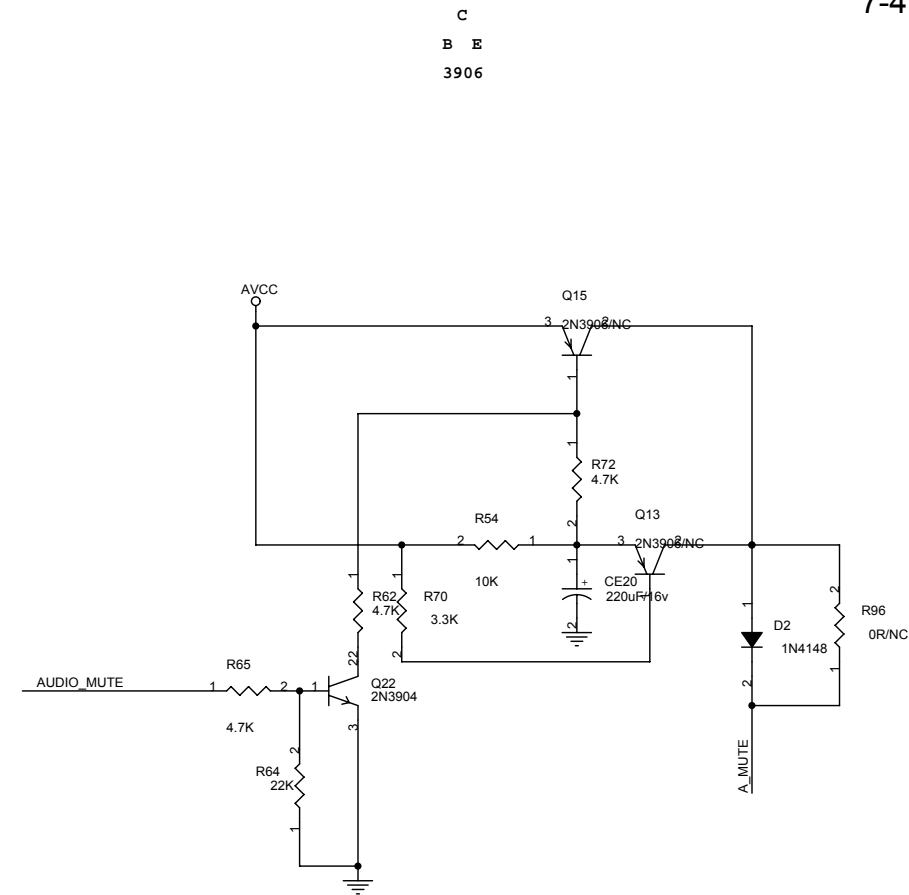 7-4
C
B E
3906
AVCC
Q15
3 2N3906/NC 2
1
1
R72
4.7K
2
R54
2 1
10K
Q13
3 2N3906/NC 2
1
CE20
+
220uF/16v
2
1
R62
4.7K
2
1
R70
3.3K
2
1
D2
1N4148
2
2
R96
0R/NC
1
A_MUTE
AUDIO_MUTE
R65
1 2
4.7K
1
2
Q22
2N3904
3
2
R64
22K
1